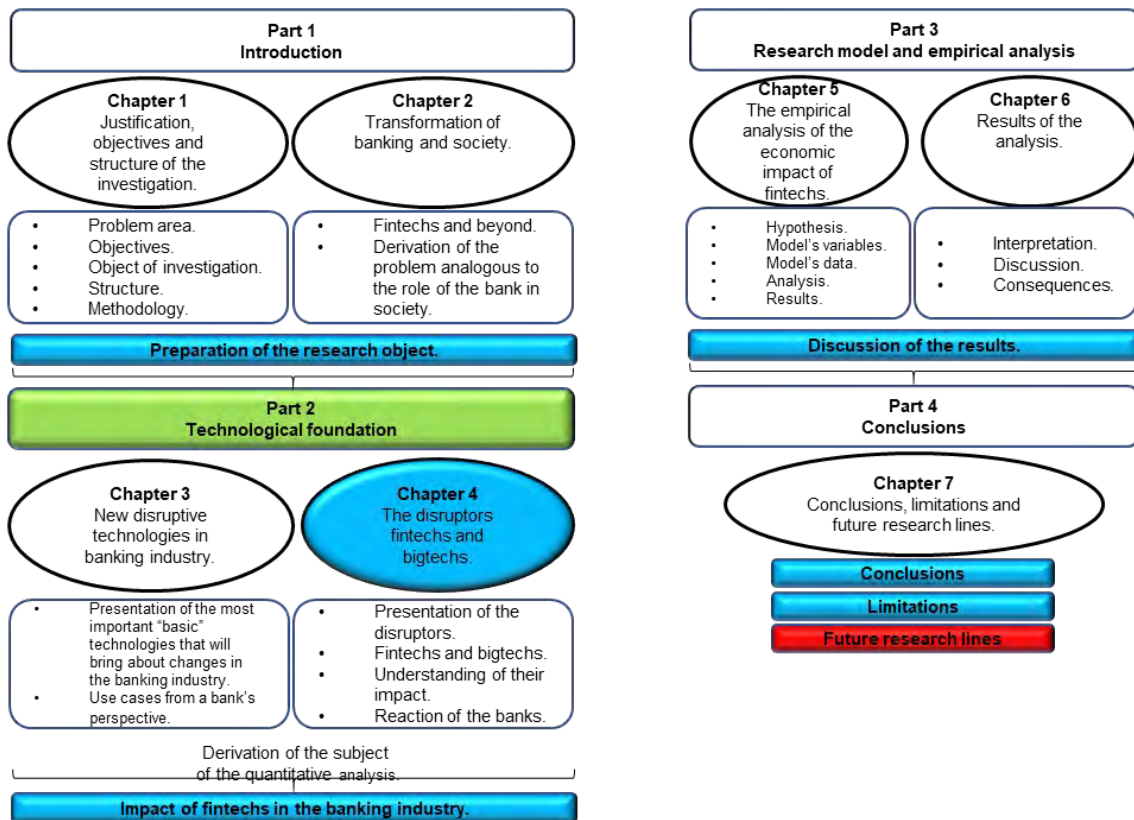 Part 1
Introduction
Chapter 1
Justification,
objectives and
structure of the
investigation.
Chapter 2
Transformation of
banking and society.
• Problem area.
• Objectives.
• Object of investigation.
• Structure.
• Methodology.
• Fintechs and beyond.
• Derivation of the
problem analogous to
the role of the bank in
society.
Preparation of the research object.
Part 2
Technological foundation
Chapter 3
New disruptive
technologies in
banking industry.
Chapter 4
The disruptors
fintechs and
bigtechs.
• Presentation of the most
important “basic”
technologies that will
bring about changes in
the banking industry.
• Use cases from a bank’s
perspective.
• Presentation of the
disruptors.
• Fintechs and bigtechs.
• Understanding of their
impact.
• Reaction of the banks.
Derivation of the subject
of the quantitative analysis.
Impact of fintechs in the banking industry.
Part 3
Research model and empirical analysis
Chapter 5
The empirical
analysis of the
economic
impact of
fintechs.
Chapter 6
Results of the
analysis.
• Hypothesis.
• Model’s variables.
• Model’s data.
• Analysis.
• Results.
• Interpretation.
• Discussion.
• Consequences.
Discussion of the results.
Part 4
Conclusions
Chapter 7
Conclusions, limitations and
future research lines.
Conclusions
Limitations
Future research lines